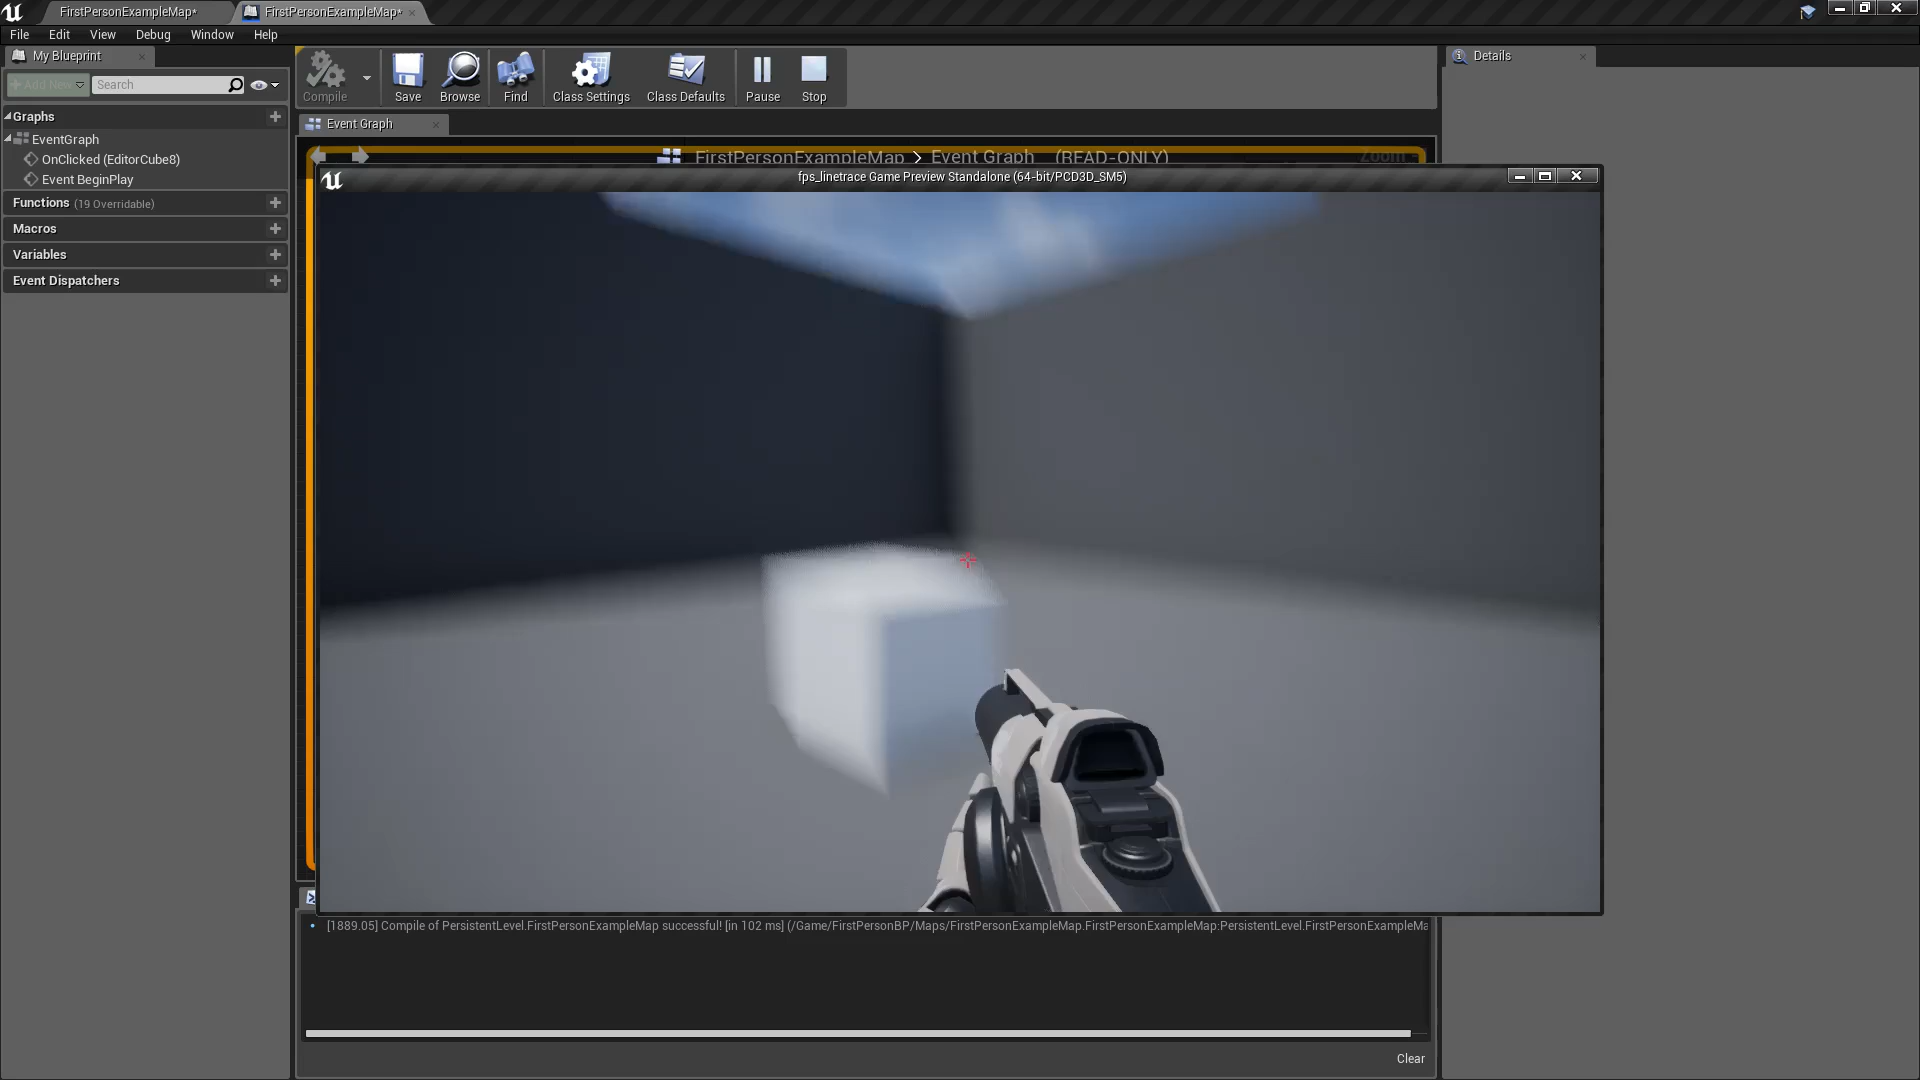 FirstPersonExampleMap*
FirstPersonExampleMap*
File Edit View Debug Window Help
My Blueprint
Add New
Search
Graphs
EventGraph
OnClicked (EditorCube8)
Event BeginPlay
Functions (19 Overridable)
Macros
Variables
Event Dispatchers
Compile Save Browse Find Class Settings Class Defaults Pause Stop
Details
Event Graph
FirstPersonExampleMap > Event Graph (READ-ONLY)
Zoom
fps_linetrace Game Preview Standalone (64-bit/PCD3D_SM5)
[1889.05] Compile of PersistentLevel.FirstPersonExampleMap successful! [in 102 ms] (/Game/FirstPersonBP/Maps/FirstPersonExampleMap.FirstPersonExampleMap:PersistentLevel.FirstPersonExampleMa
Clear